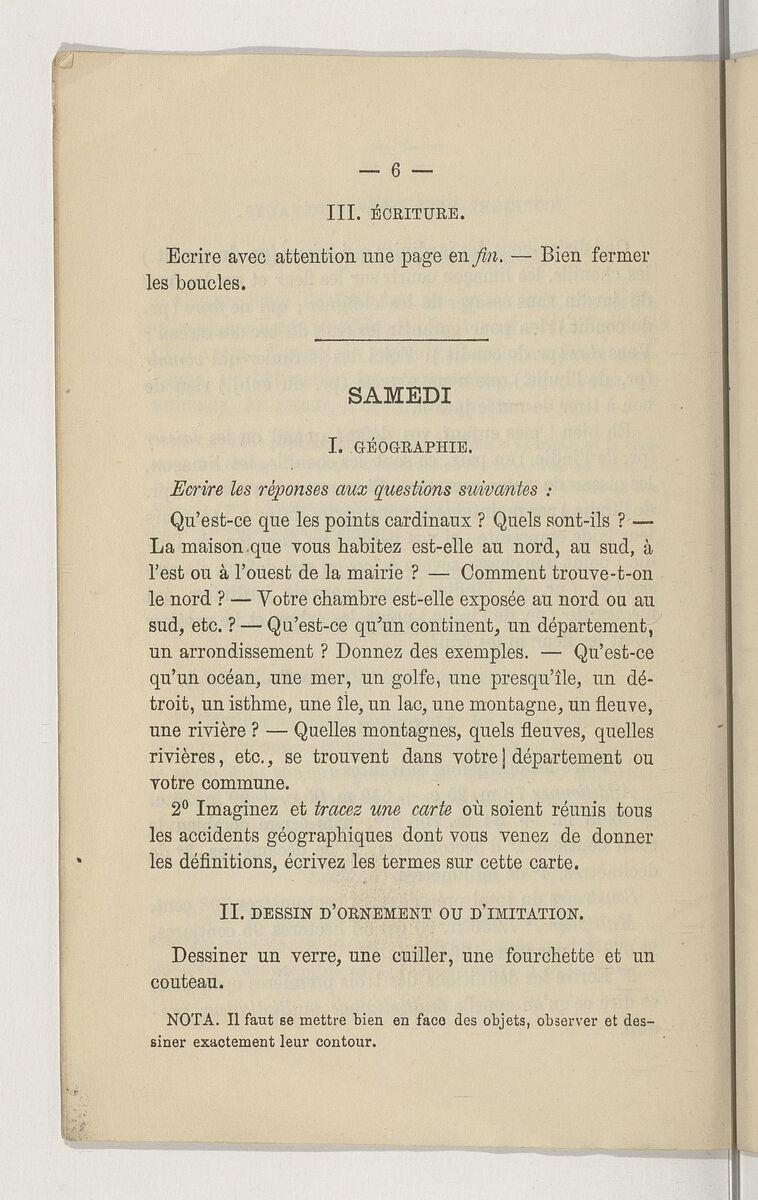 — 6 —
III. ÉCRITURE.
Ecrire avec attention une page en fin. — Bien fermer
les boucles.
SAMEDI
I. GÉOGRAPHIE.
Ecrire les réponses aux questions suivantes :
Qu'est-ce que les points cardinaux ? Quels sont-ils ? —
La maison que vous habitez est-elle au nord, au sud, à
l'est ou à l'ouest de la mairie ? — Comment trouve-t-on
le nord ? — Votre chambre est-elle exposée au nord ou au
sud, etc. ? — Qu'est-ce qu'un continent, un département,
un arrondissement ? Donnez des exemples. — Qu'est-ce
qu'un océan, une mer, un golfe, une presqu'île, un dé-
troit, un isthme, une île, un lac, une montagne, un fleuve,
une rivière ? — Quelles montagnes, quels fleuves, quelles
rivières, etc., se trouvent dans votre département ou
votre commune.
2º Imaginez et tracez une carte où soient réunis tous
les accidents géographiques dont vous venez de donner
les définitions, écrivez les termes sur cette carte.
II. DESSIN D'ORNEMENT OU D'IMITATION.
Dessiner un verre, une cuiller, une fourchette et un
couteau.
NOTA. Il faut se mettre bien en face des objets, observer et des-
siner exactement leur contour.